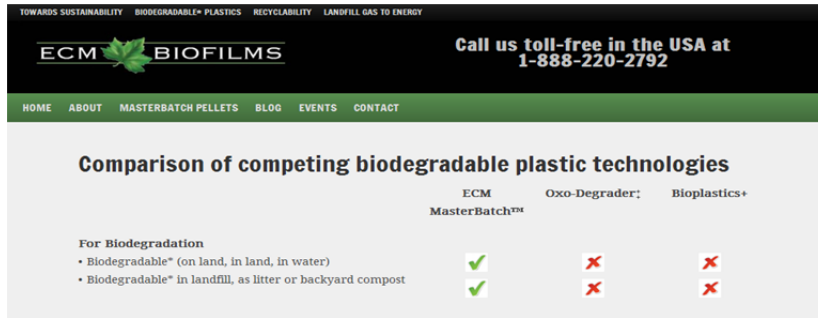 TOWARDS SUSTAINABILITY BIODEGRADABLE* PLASTICS RECYCLABILITY LANDFILL GAS TO ENERGY
ECM BIOFILMS
Call us toll-free in the USA at
1-888-220-2792
HOME ABOUT MASTERBATCH PELLETS BLOG EVENTS CONTACT
Comparison of competing biodegradable plastic technologies
ECM Oxo-Degrader‡ Bioplastics+
MasterBatch™
For Biodegradation
• Biodegradable* (on land, in land, in water)
• Biodegradable* in landfill, as litter or backyard compost